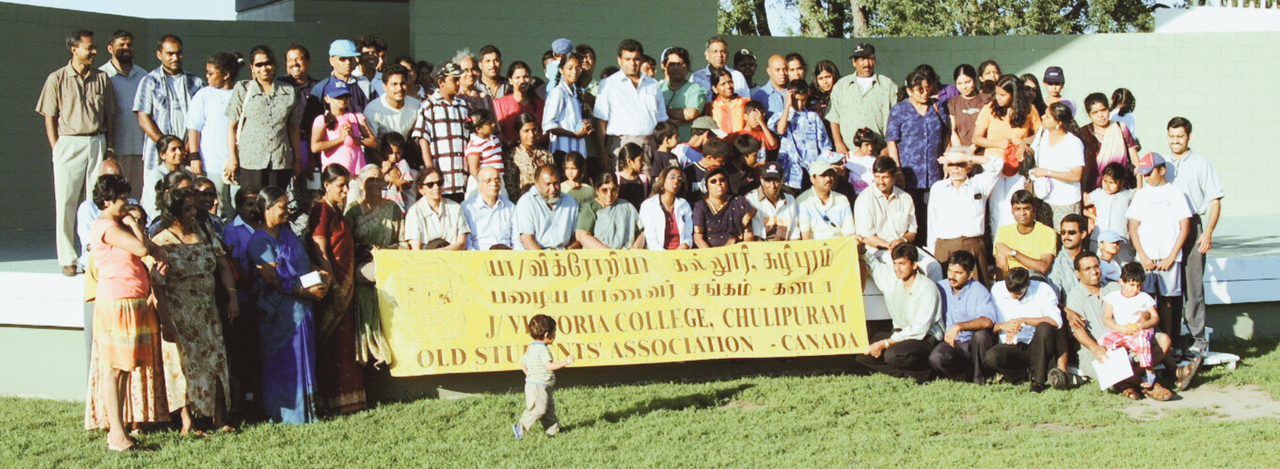 யா/விக்ரோறியா கல்லூரி, சுழிபுரம்
பழைய மாணவர் சங்கம் - கனடா
J/ VICTORIA COLLEGE, CHULIPURAM
OLD STUDENTS' ASSOCIATION - CANADA